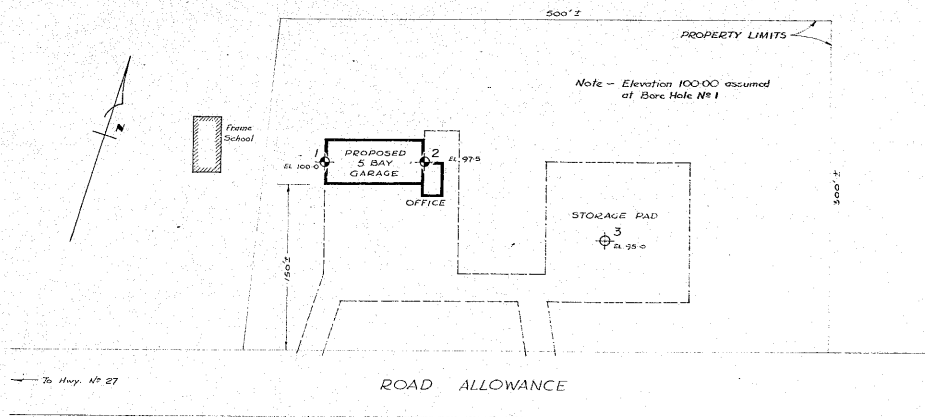 500'±
PROPERTY LIMITS
Note - Elevation 100·00 assumed
at Bore Hole Nº 1
N
Frame
School
1
EL 100·0
PROPOSED
5 BAY
GARAGE
2
EL 97·5
OFFICE
STORAGE PAD
3
EL 95·0
300'±
150'±
To Hwy. Nº 27
ROAD ALLOWANCE